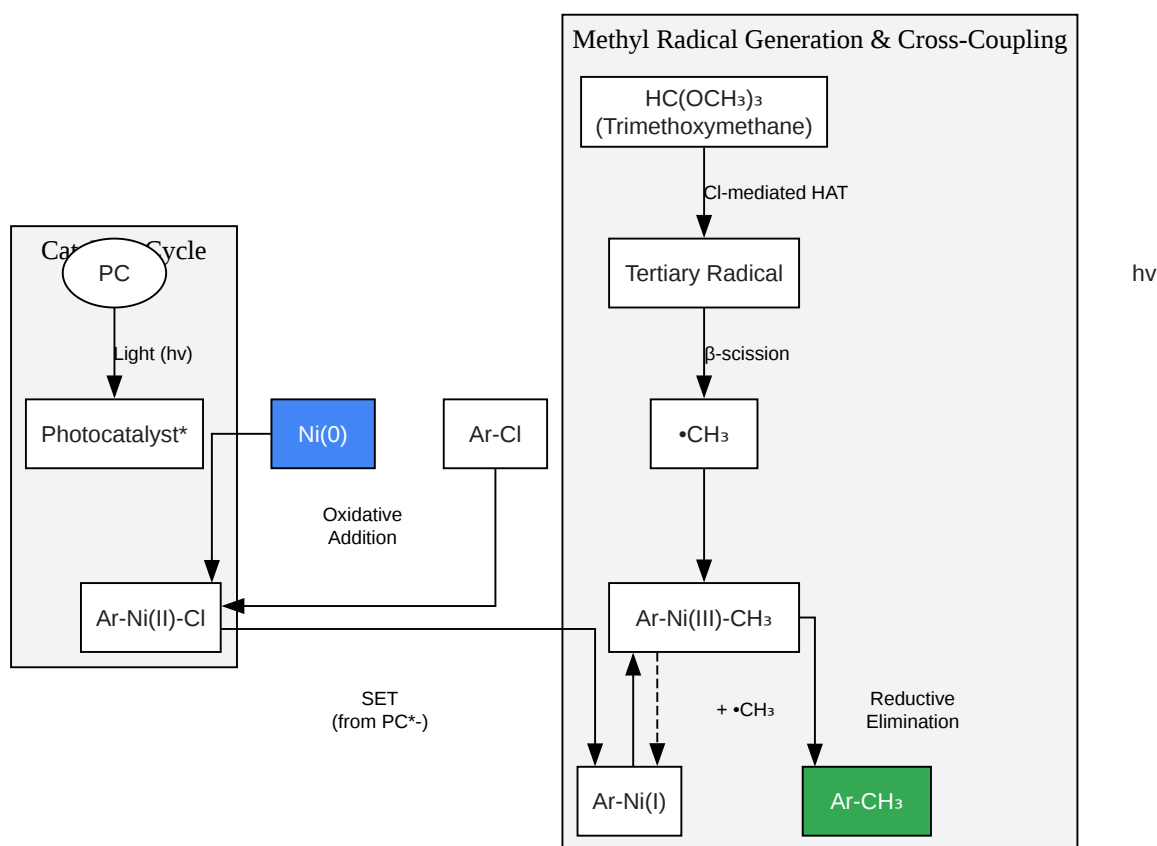 Methyl Radical Generation & Cross-Coupling
HC(OCH₃)₃
(Trimethoxymethane)
Cl-mediated HAT
Cycle
PC
Tertiary Radical
hv
Light (hv)
β-scission
Photocatalyst*
Ni(0)
Ar-Cl
•CH₃
Oxidative
Addition
Ar-Ni(II)-Cl
Ar-Ni(III)-CH₃
SET
(from PC*-)
+ •CH₃
Reductive
Elimination
Ar-Ni(I)
Ar-CH₃